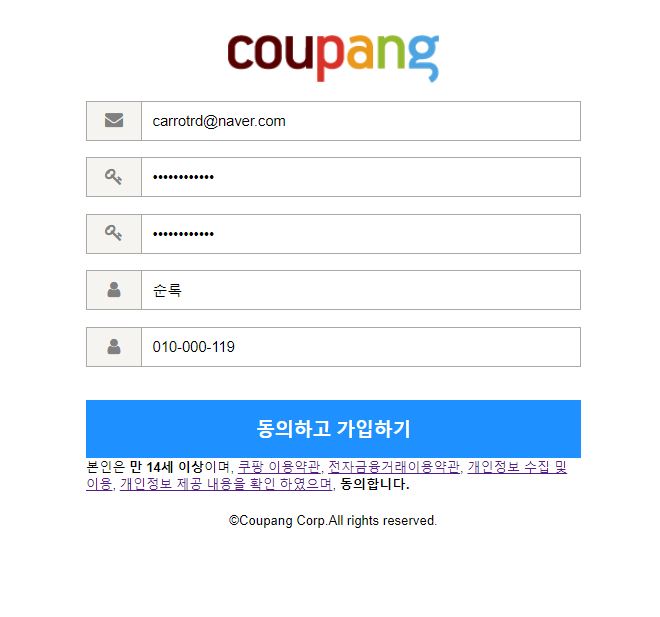 coupang
carrotrd@naver.com
••••••••••••
••••••••••••
순록
010-000-119
동의하고 가입하기
본인은 만 14세 이상이며, 쿠팡 이용약관, 전자금융거래이용약관, 개인정보 수집 및
이용, 개인정보 제공 내용을 확인 하였으며, 동의합니다.
©Coupang Corp.All rights reserved.